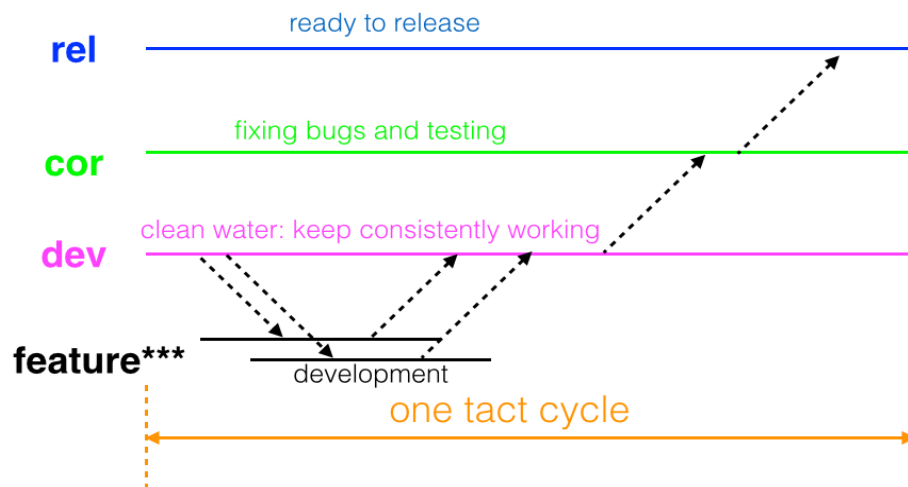 ready to release
rel
fixing bugs and testing
cor
clean water: keep consistently working
dev
feature***
development
one tact cycle